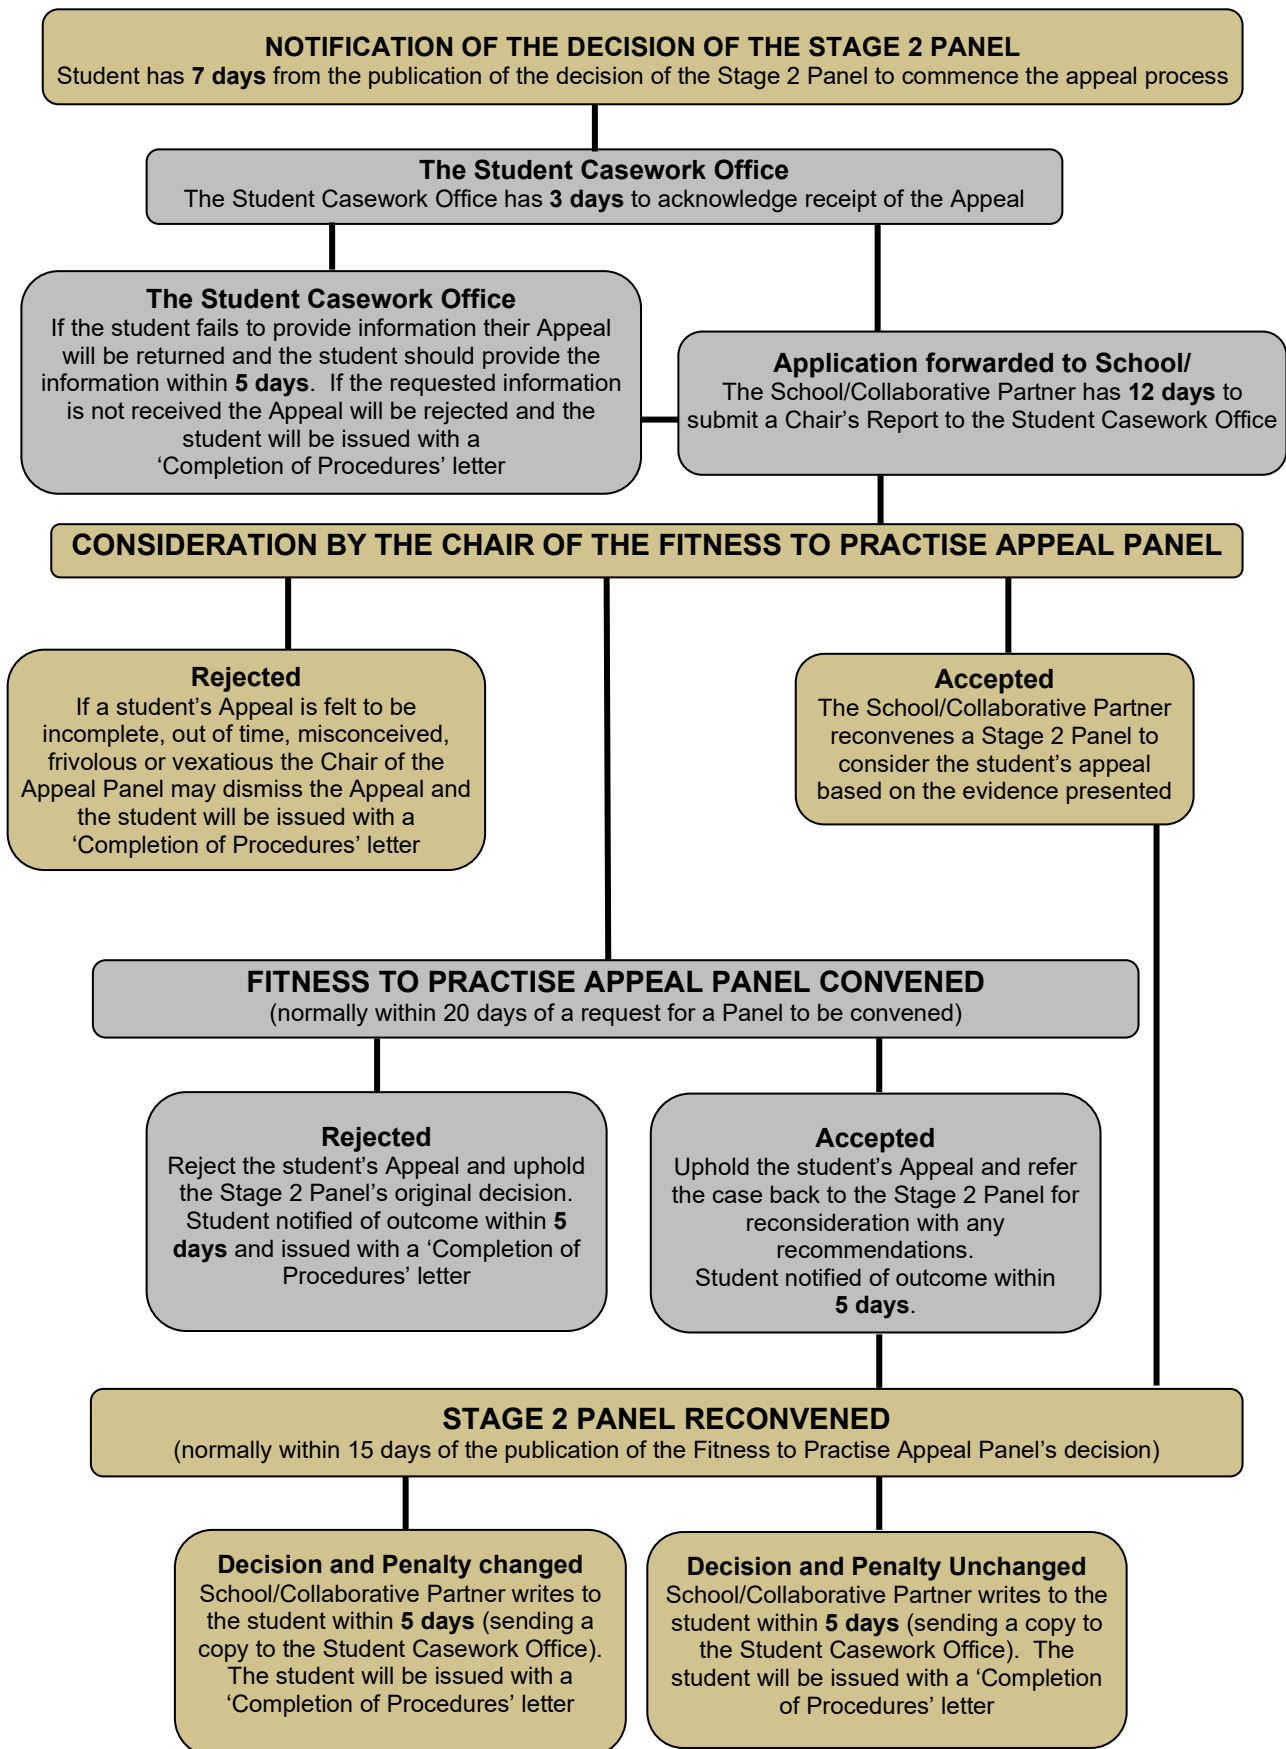 NOTIFICATION OF THE DECISION OF THE STAGE 2 PANEL
Student has 7 days from the publication of the decision of the Stage 2 Panel to commence the appeal process
The Student Casework Office
The Student Casework Office has 3 days to acknowledge receipt of the Appeal
The Student Casework Office
If the student fails to provide information their Appeal
will be returned and the student should provide the
information within 5 days. If the requested information
is not received the Appeal will be rejected and the
student will be issued with a
‘Completion of Procedures’ letter
Application forwarded to School/
The School/Collaborative Partner has 12 days to
submit a Chair’s Report to the Student Casework Office
CONSIDERATION BY THE CHAIR OF THE FITNESS TO PRACTISE APPEAL PANEL
Rejected
If a student’s Appeal is felt to be
incomplete, out of time, misconceived,
frivolous or vexatious the Chair of the
Appeal Panel may dismiss the Appeal and
the student will be issued with a
‘Completion of Procedures’ letter
Accepted
The School/Collaborative Partner
reconvenes a Stage 2 Panel to
consider the student’s appeal
based on the evidence presented
FITNESS TO PRACTISE APPEAL PANEL CONVENED
(normally within 20 days of a request for a Panel to be convened)
Rejected
Reject the student’s Appeal and uphold
the Stage 2 Panel’s original decision.
Student notified of outcome within 5
days and issued with a ‘Completion of
Procedures’ letter
Accepted
Uphold the student’s Appeal and refer
the case back to the Stage 2 Panel for
reconsideration with any
recommendations.
Student notified of outcome within
5 days.
STAGE 2 PANEL RECONVENED
(normally within 15 days of the publication of the Fitness to Practise Appeal Panel’s decision)
Decision and Penalty changed
School/Collaborative Partner writes to
the student within 5 days (sending a
copy to the Student Casework Office).
The student will be issued with a
‘Completion of Procedures’ letter
Decision and Penalty Unchanged
School/Collaborative Partner writes to the
student within 5 days (sending a copy to
the Student Casework Office). The
student will be issued with a ‘Completion
of Procedures’ letter